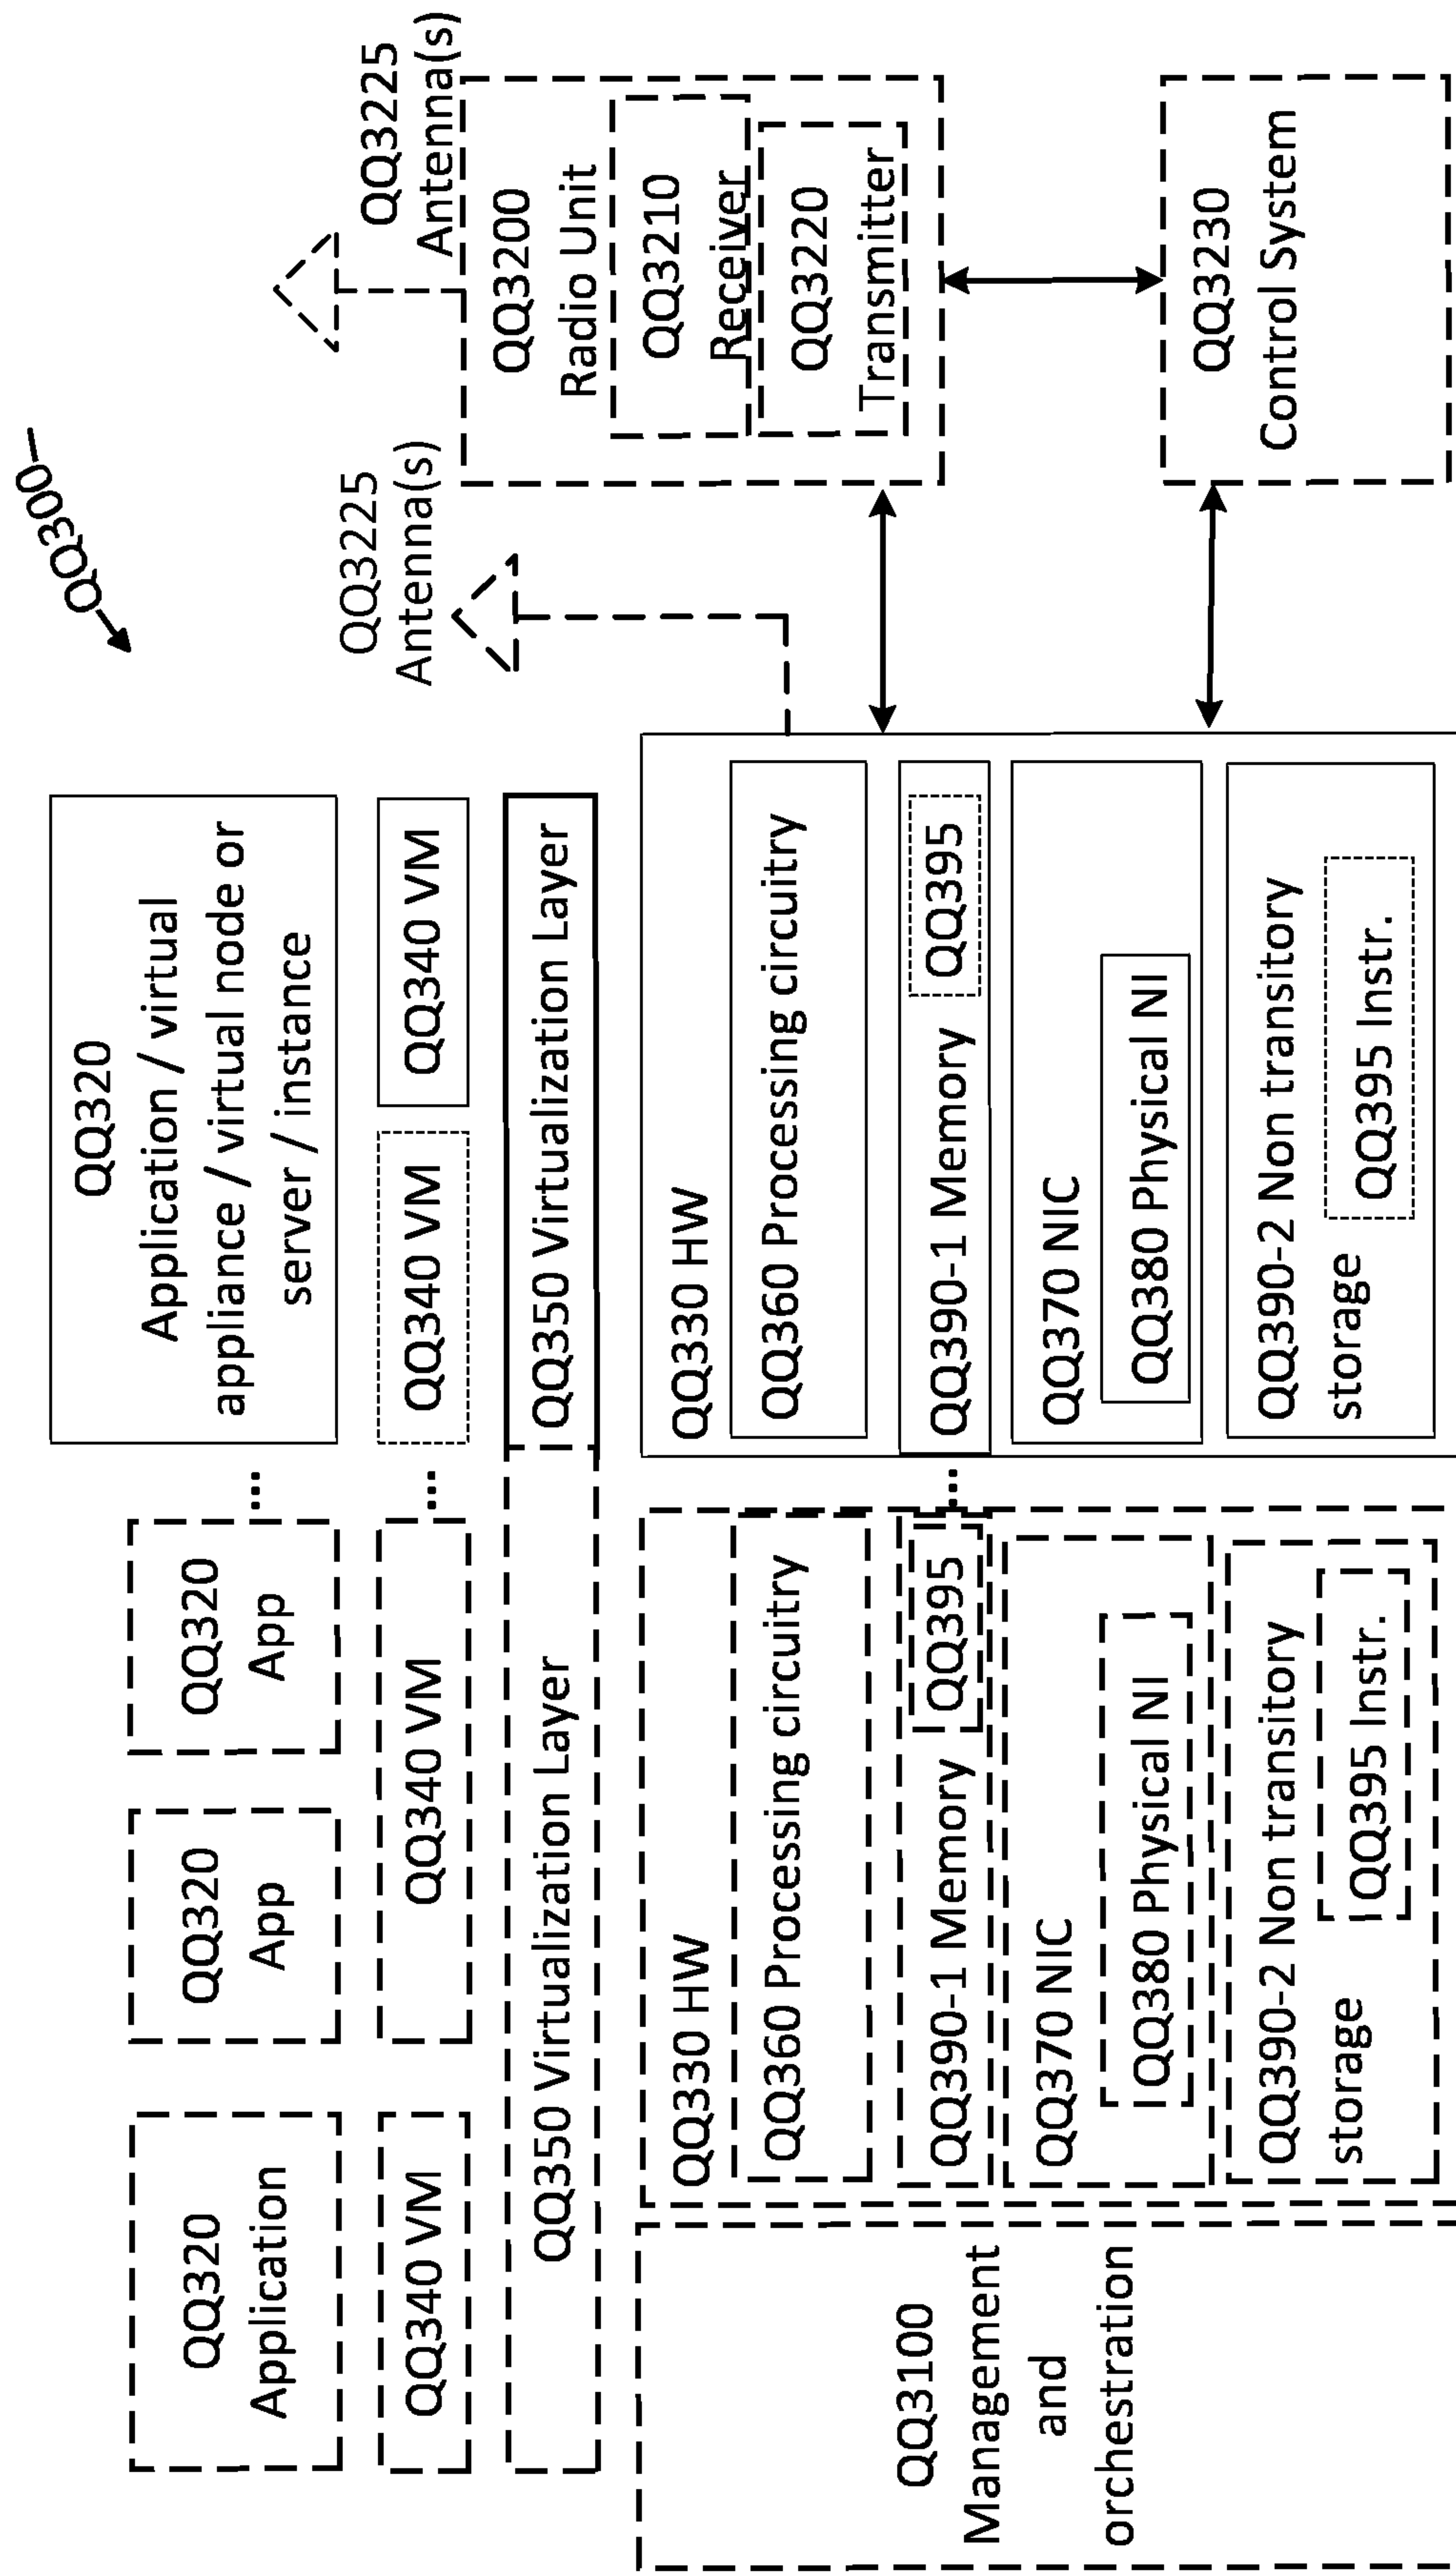 QQ300
QQ320
Application
QQ320
App
QQ320
App
...
QQ320
Application / virtual
appliance / virtual node or
server / instance
QQ340 VM
QQ340 VM
...
QQ340 VM
QQ340 VM
QQ350 Virtualization Layer
QQ350 Virtualization Layer
QQ3100
Management
and
orchestration
QQ330 HW
QQ360 Processing circuitry
QQ390-1 Memory
QQ395
QQ370 NIC
QQ380 Physical NI
QQ390-2 Non transitory
storage
QQ395 Instr.
...
QQ330 HW
QQ360 Processing circuitry
QQ390-1 Memory
QQ395
QQ370 NIC
QQ380 Physical NI
QQ390-2 Non transitory
storage
QQ395 Instr.
QQ3225
Antenna(s)
QQ3225
Antenna(s)
QQ3200
Radio Unit
QQ3210
Receiver
QQ3220
Transmitter
QQ3230
Control System